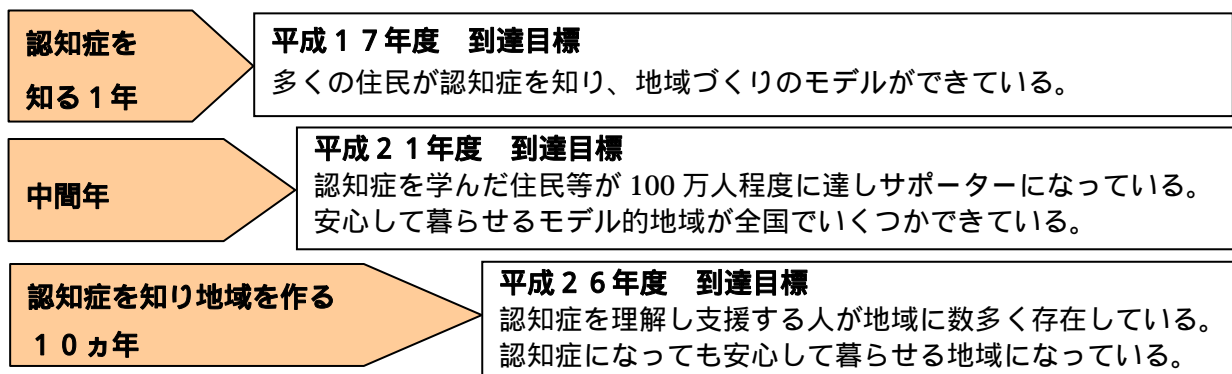 認知症を
知る１年
平成１７年度　到達目標
多くの住民が認知症を知り、地域づくりのモデルができている。
中間年
平成２１年度　到達目標
認知症を学んだ住民等が 100 万人程度に達しサポーターになっている。
安心して暮らせるモデル的地域が全国でいくつかできている。
認知症を知り地域を作る
１０ヵ年
平成２６年度　到達目標
認知症を理解し支援する人が地域に数多く存在している。
認知症になっても安心して暮らせる地域になっている。